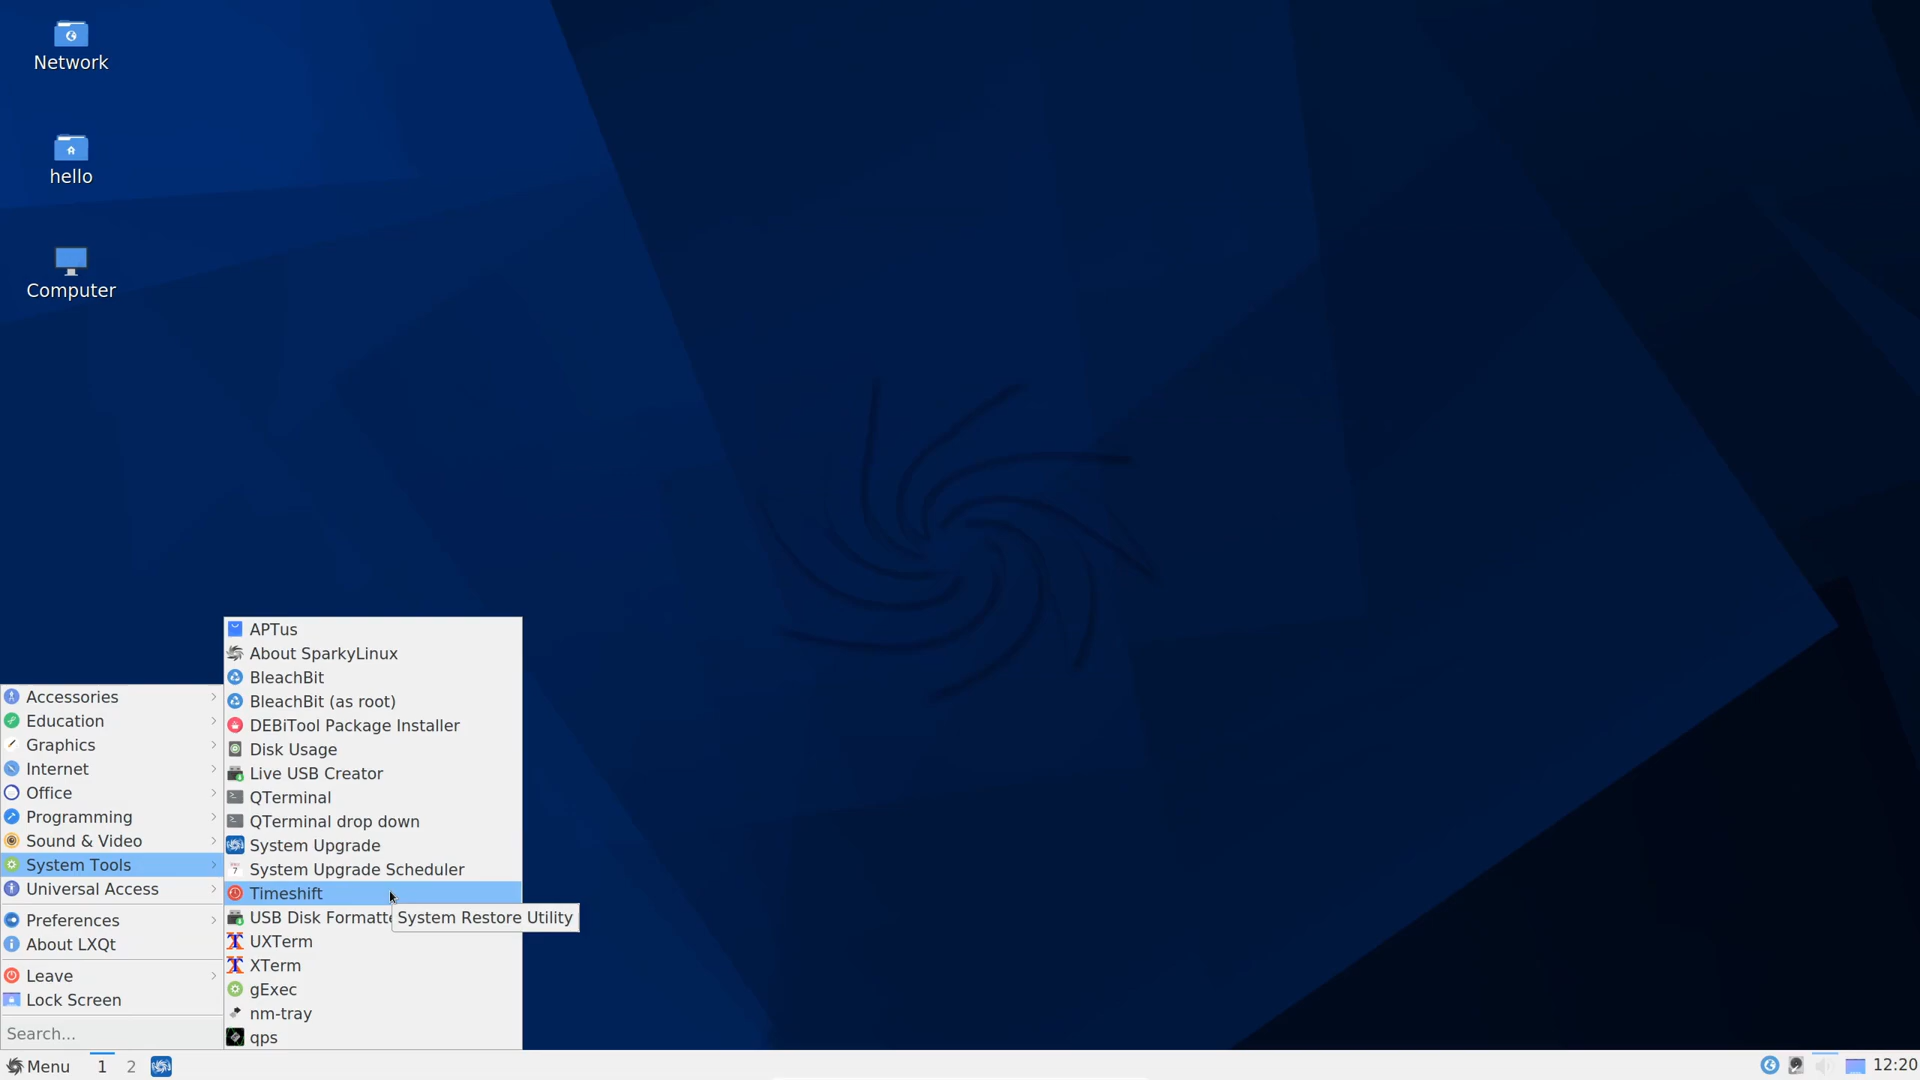 Network
hello
Computer
APTus
About SparkyLinux
BleachBit
BleachBit (as root)
DEBiTool Package Installer
Disk Usage
Live USB Creator
QTerminal
QTerminal drop down
System Upgrade
System Upgrade Scheduler
Timeshift
USB Disk Formatte
System Restore Utility
UXTerm
XTerm
gExec
nm-tray
qps
Accessories
Education
Graphics
Internet
Office
Programming
Sound & Video
System Tools
Universal Access
Preferences
About LXQt
Leave
Lock Screen
Search...
Menu 1 2 12:20